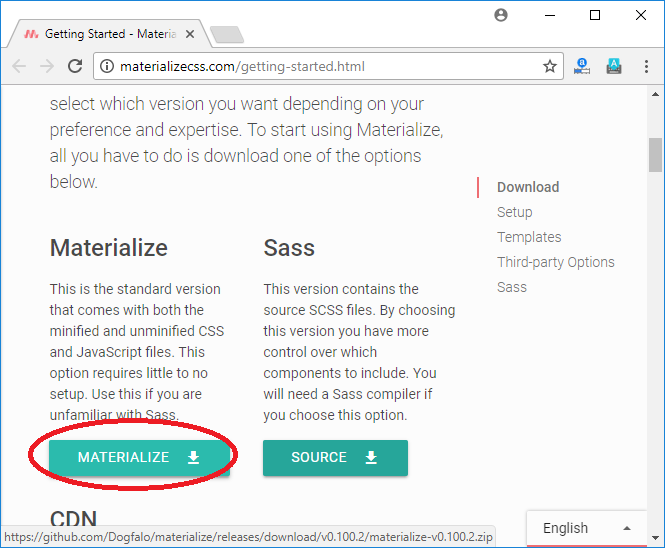 Getting Started - Materia
materializecss.com/getting-started.html
select which version you want depending on your
preference and expertise. To start using Materialize,
all you have to do is download one of the options
below.
Download
Setup
Templates
Third-party Options
Sass
Materialize
This is the standard version
that comes with both the
minified and unminified CSS
and JavaScript files. This
option requires little to no
setup. Use this if you are
unfamiliar with Sass.
MATERIALIZE
Sass
This version contains the
source SCSS files. By choosing
this version you have more
control over which
components to include. You
will need a Sass compiler if
you choose this option.
SOURCE
CDN
English
https://github.com/Dogfalo/materialize/releases/download/v0.100.2/materialize-v0.100.2.zip